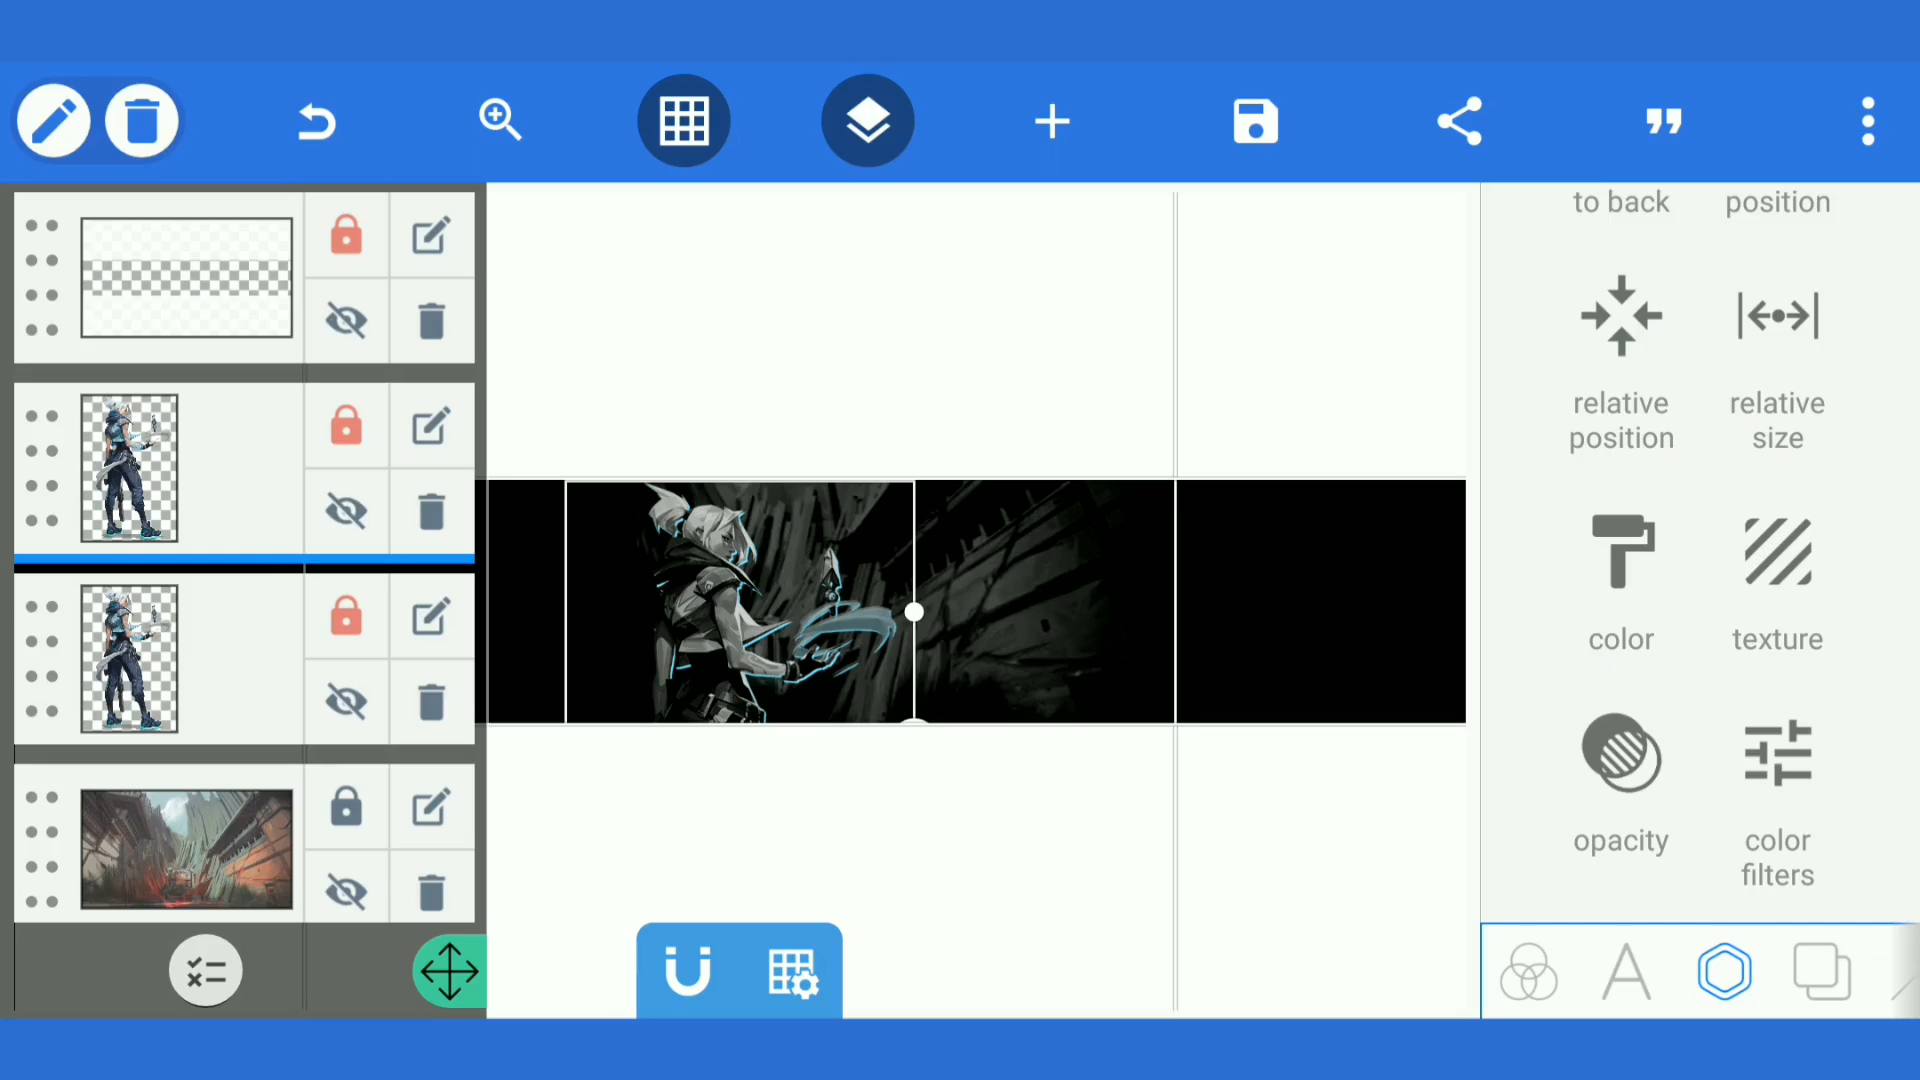 to back
position
relative
position
relative
size
color
texture
opacity
color
filters